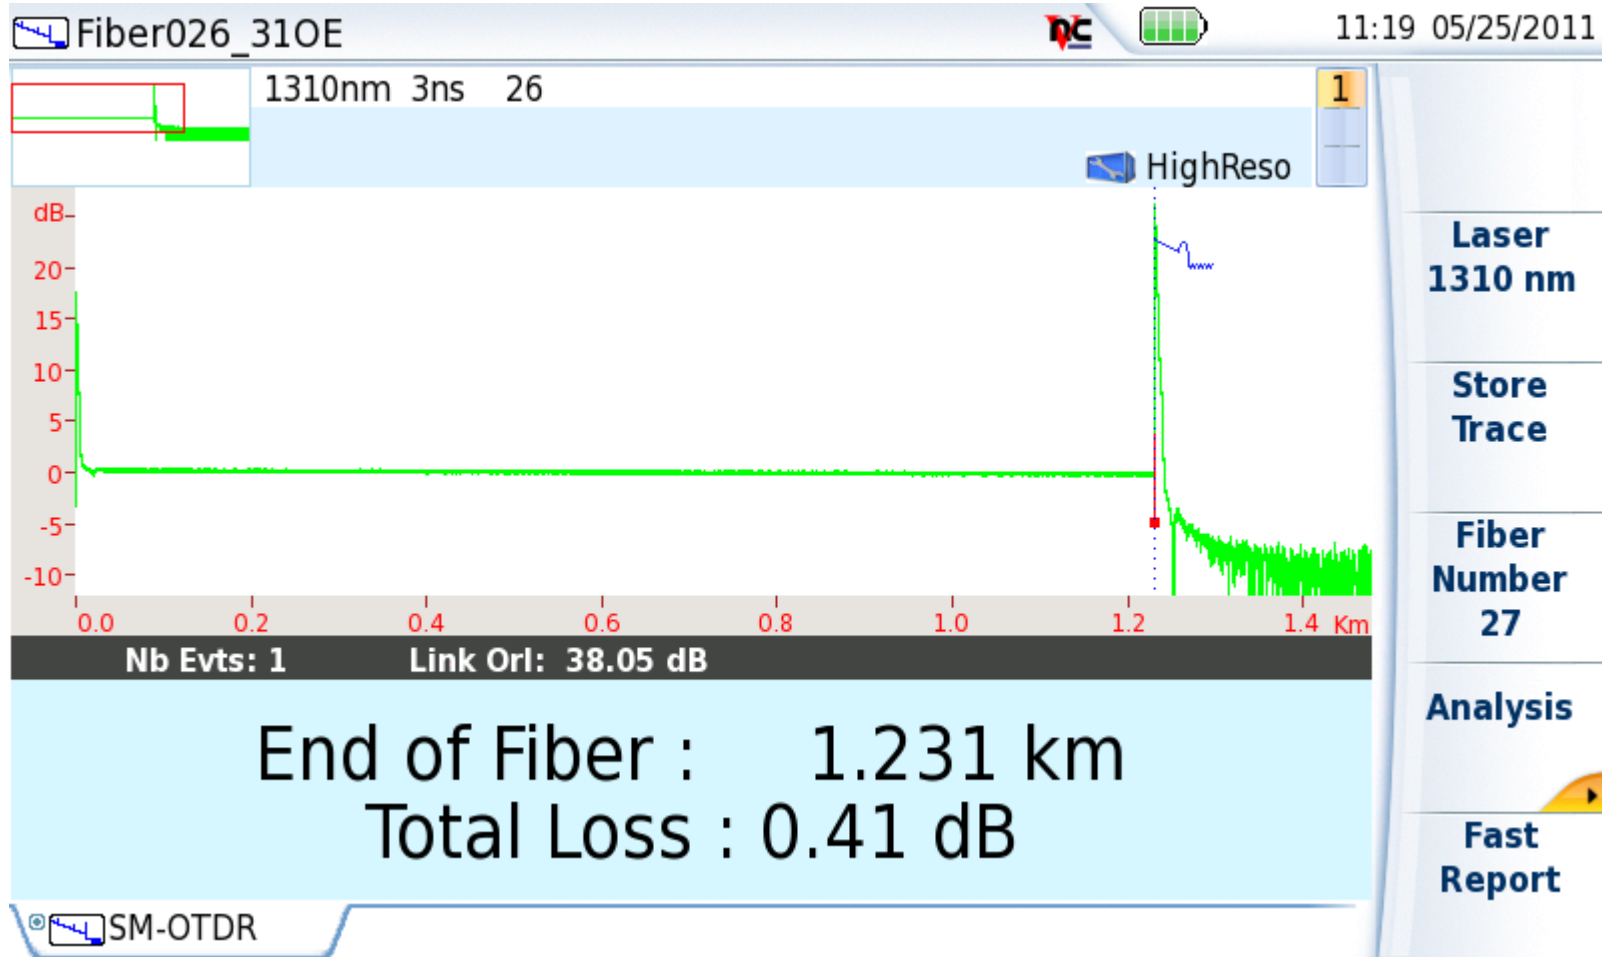 Fiber026_31OE
11:19 05/25/2011
1310nm 3ns 26
1
HighReso
dB
20
15
10
5
0
-5
-10
0.0 0.2 0.4 0.6 0.8 1.0 1.2 1.4 Km
Nb Evts: 1 Link Orl: 38.05 dB
End of Fiber : 1.231 km
Total Loss : 0.41 dB
SM-OTDR
Laser
1310 nm
Store
Trace
Fiber
Number
27
Analysis
Fast
Report